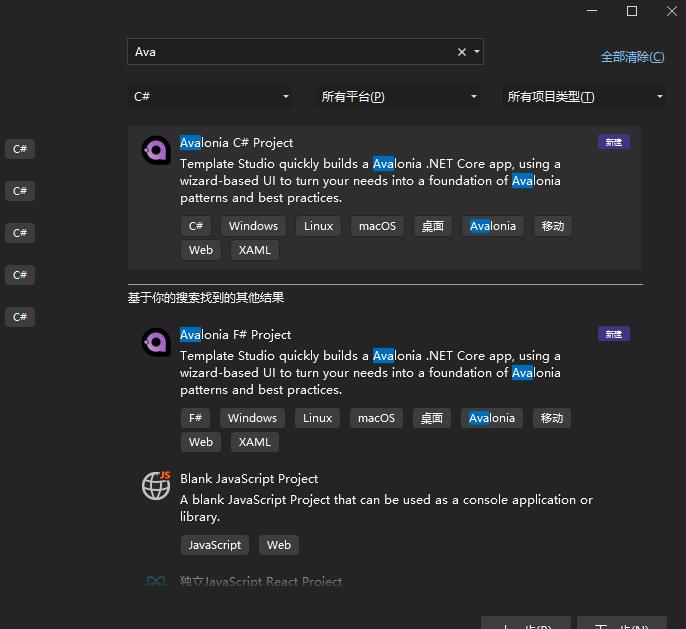 Ava
全部清除(C)
C#
所有平台(P)
所有项目类型(T)
C#
C#
C#
C#
C#
Avalonia C# Project
新建
Template Studio quickly builds a Avalonia .NET Core app, using a
wizard-based UI to turn your needs into a foundation of Avalonia
patterns and best practices.
C# Windows Linux macOS 桌面 Avalonia 移动
Web XAML
基于你的搜索找到的其他结果
Avalonia F# Project
新建
Template Studio quickly builds a Avalonia .NET Core app, using a
wizard-based UI to turn your needs into a foundation of Avalonia
patterns and best practices.
F# Windows Linux macOS 桌面 Avalonia 移动
Web XAML
JS
Blank JavaScript Project
A blank JavaScript Project that can be used as a console application or
library.
JavaScript Web
独立JavaScript React Project
上一步(B)
下一步(N)